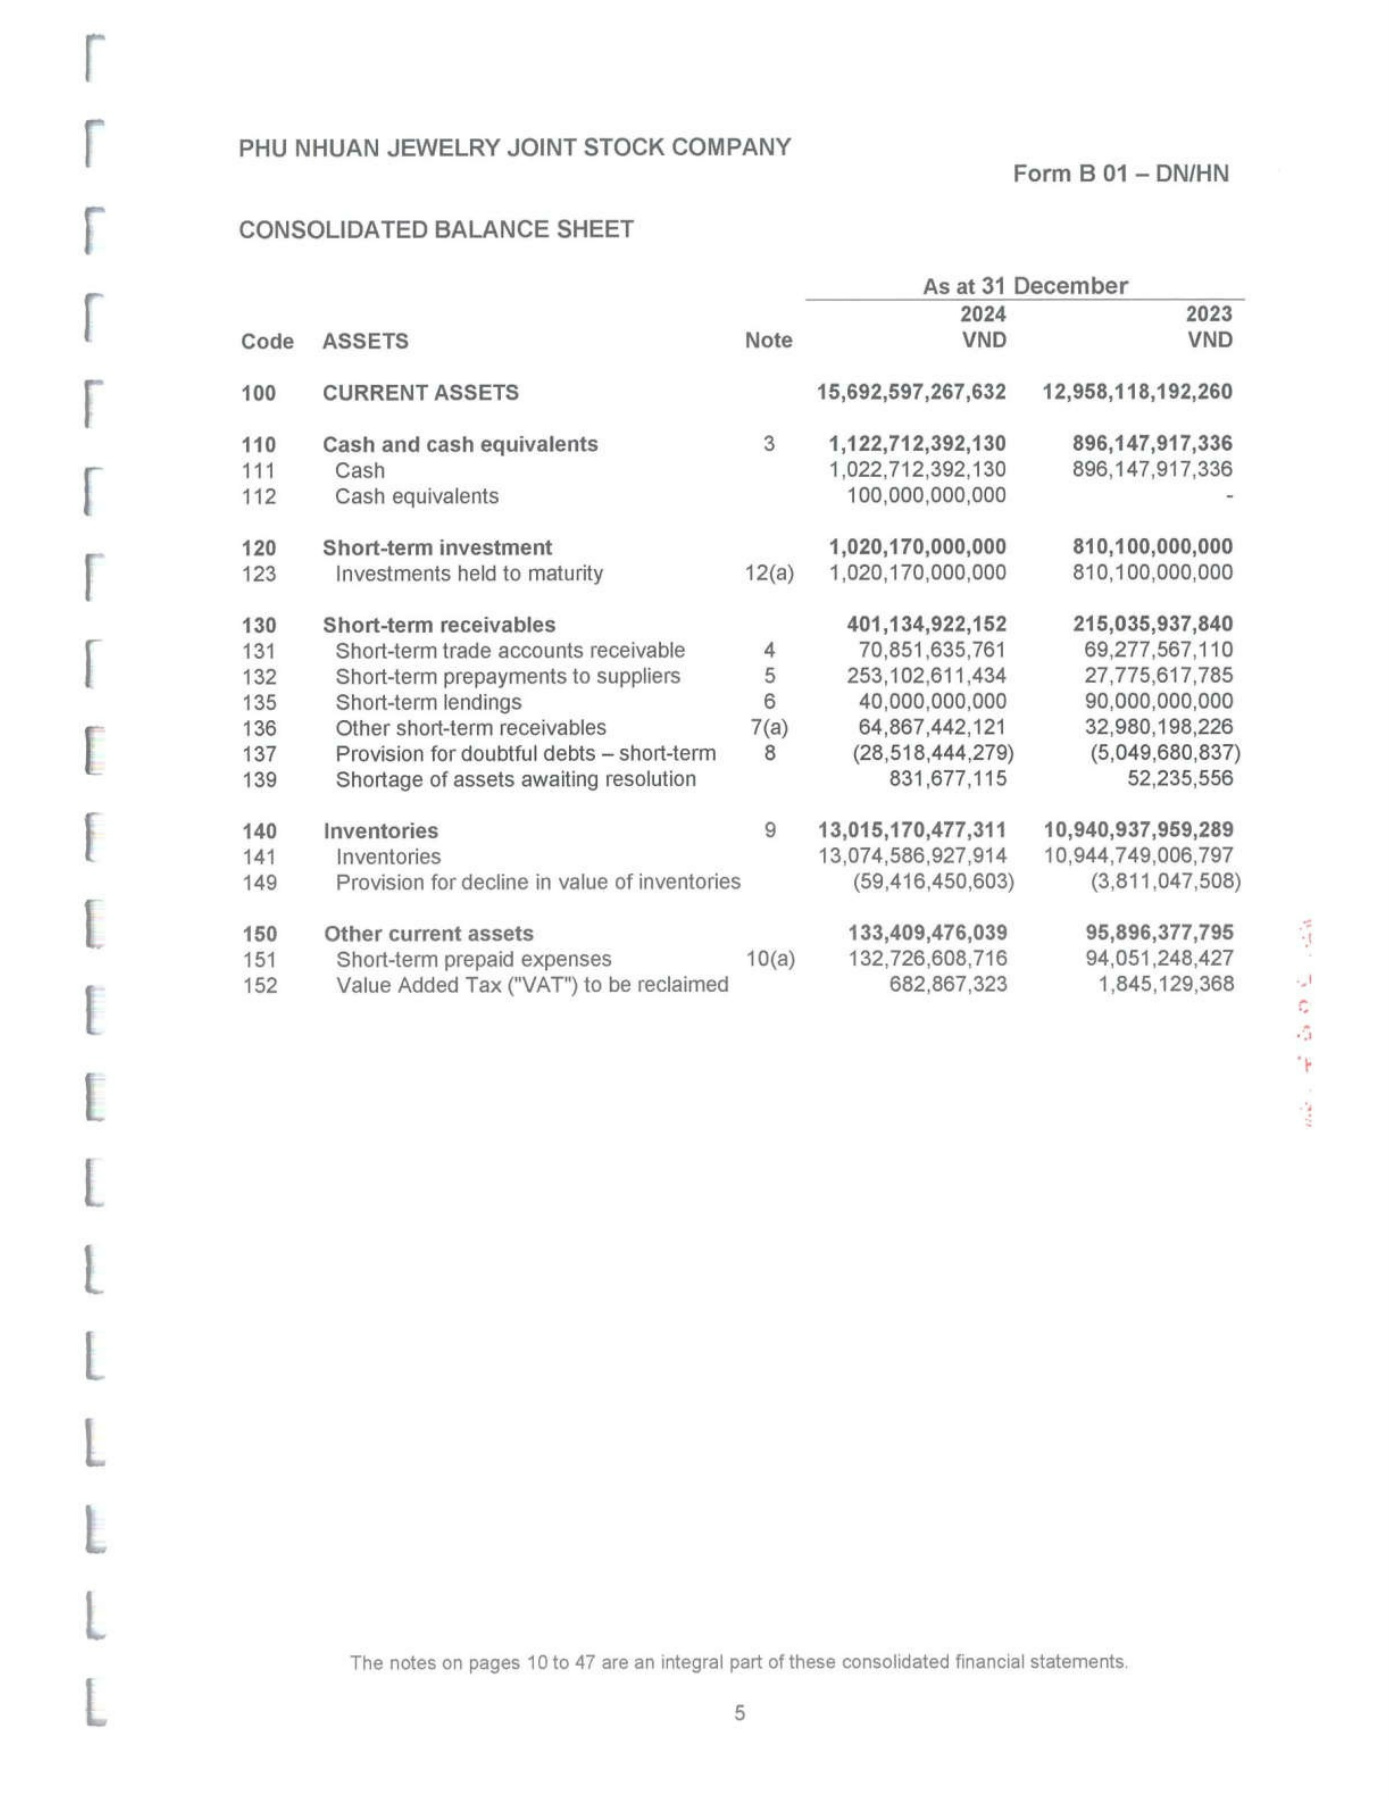 PHU NHUAN JEWELRY JOINT STOCK COMPANY
Form B 01 – DN/HN
CONSOLIDATED BALANCE SHEET
As at 31 December
2024 2023
Code ASSETS Note VND VND
100 CURRENT ASSETS 15,692,597,267,632 12,958,118,192,260
110 Cash and cash equivalents 3 1,122,712,392,130 896,147,917,336
111 Cash 1,022,712,392,130 896,147,917,336
112 Cash equivalents 100,000,000,000 -
120 Short-term investment 1,020,170,000,000 810,100,000,000
123 Investments held to maturity 12(a) 1,020,170,000,000 810,100,000,000
130 Short-term receivables 401,134,922,152 215,035,937,840
131 Short-term trade accounts receivable 4 70,851,635,761 69,277,567,110
132 Short-term prepayments to suppliers 5 253,102,611,434 27,775,617,785
135 Short-term lendings 6 40,000,000,000 90,000,000,000
136 Other short-term receivables 7(a) 64,867,442,121 32,980,198,226
137 Provision for doubtful debts – short-term 8 (28,518,444,279) (5,049,680,837)
139 Shortage of assets awaiting resolution 831,677,115 52,235,556
140 Inventories 9 13,015,170,477,311 10,940,937,959,289
141 Inventories 13,074,586,927,914 10,944,749,006,797
149 Provision for decline in value of inventories (59,416,450,603) (3,811,047,508)
150 Other current assets 133,409,476,039 95,896,377,795
151 Short-term prepaid expenses 10(a) 132,726,608,716 94,051,248,427
152 Value Added Tax ("VAT") to be reclaimed 682,867,323 1,845,129,368
The notes on pages 10 to 47 are an integral part of these consolidated financial statements.
5